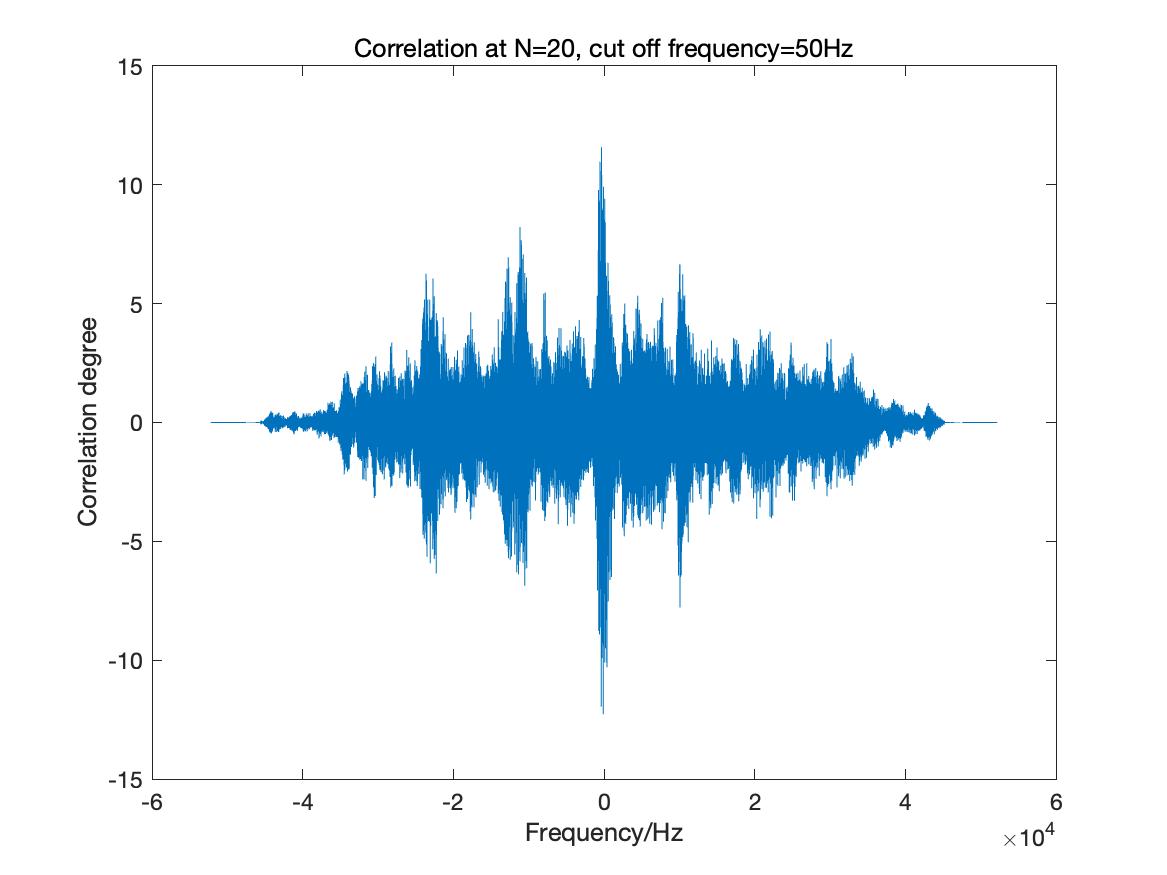 Correlation at N=20, cut off frequency=50Hz
15
10
5
0
-5
-10
-15
Correlation degree
-6 -4 -2 0 2 4 6
Frequency/Hz
×10^4